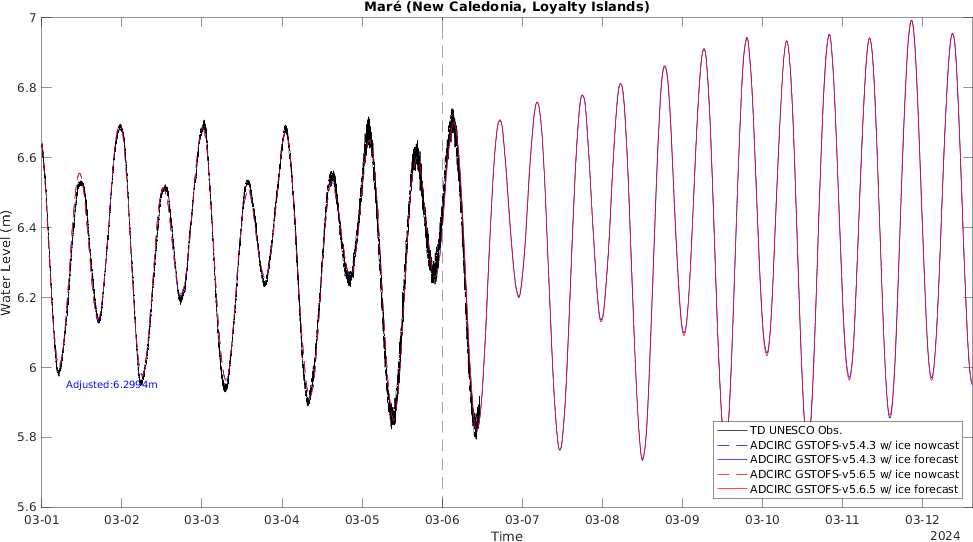 Maré (New Caledonia, Loyalty Islands)
7
6.8
6.6
6.4
6.2
6
5.8
5.6
Water Level (m)
Adjusted:6.2994m
TD UNESCO Obs.
ADCIRC GSTOFS-v5.4.3 w/ ice nowcast
ADCIRC GSTOFS-v5.4.3 w/ ice forecast
ADCIRC GSTOFS-v5.6.5 w/ ice nowcast
ADCIRC GSTOFS-v5.6.5 w/ ice forecast
03-01 03-02 03-03 03-04 03-05 03-06 03-07 03-08 03-09 03-10 03-11 03-12
Time
2024